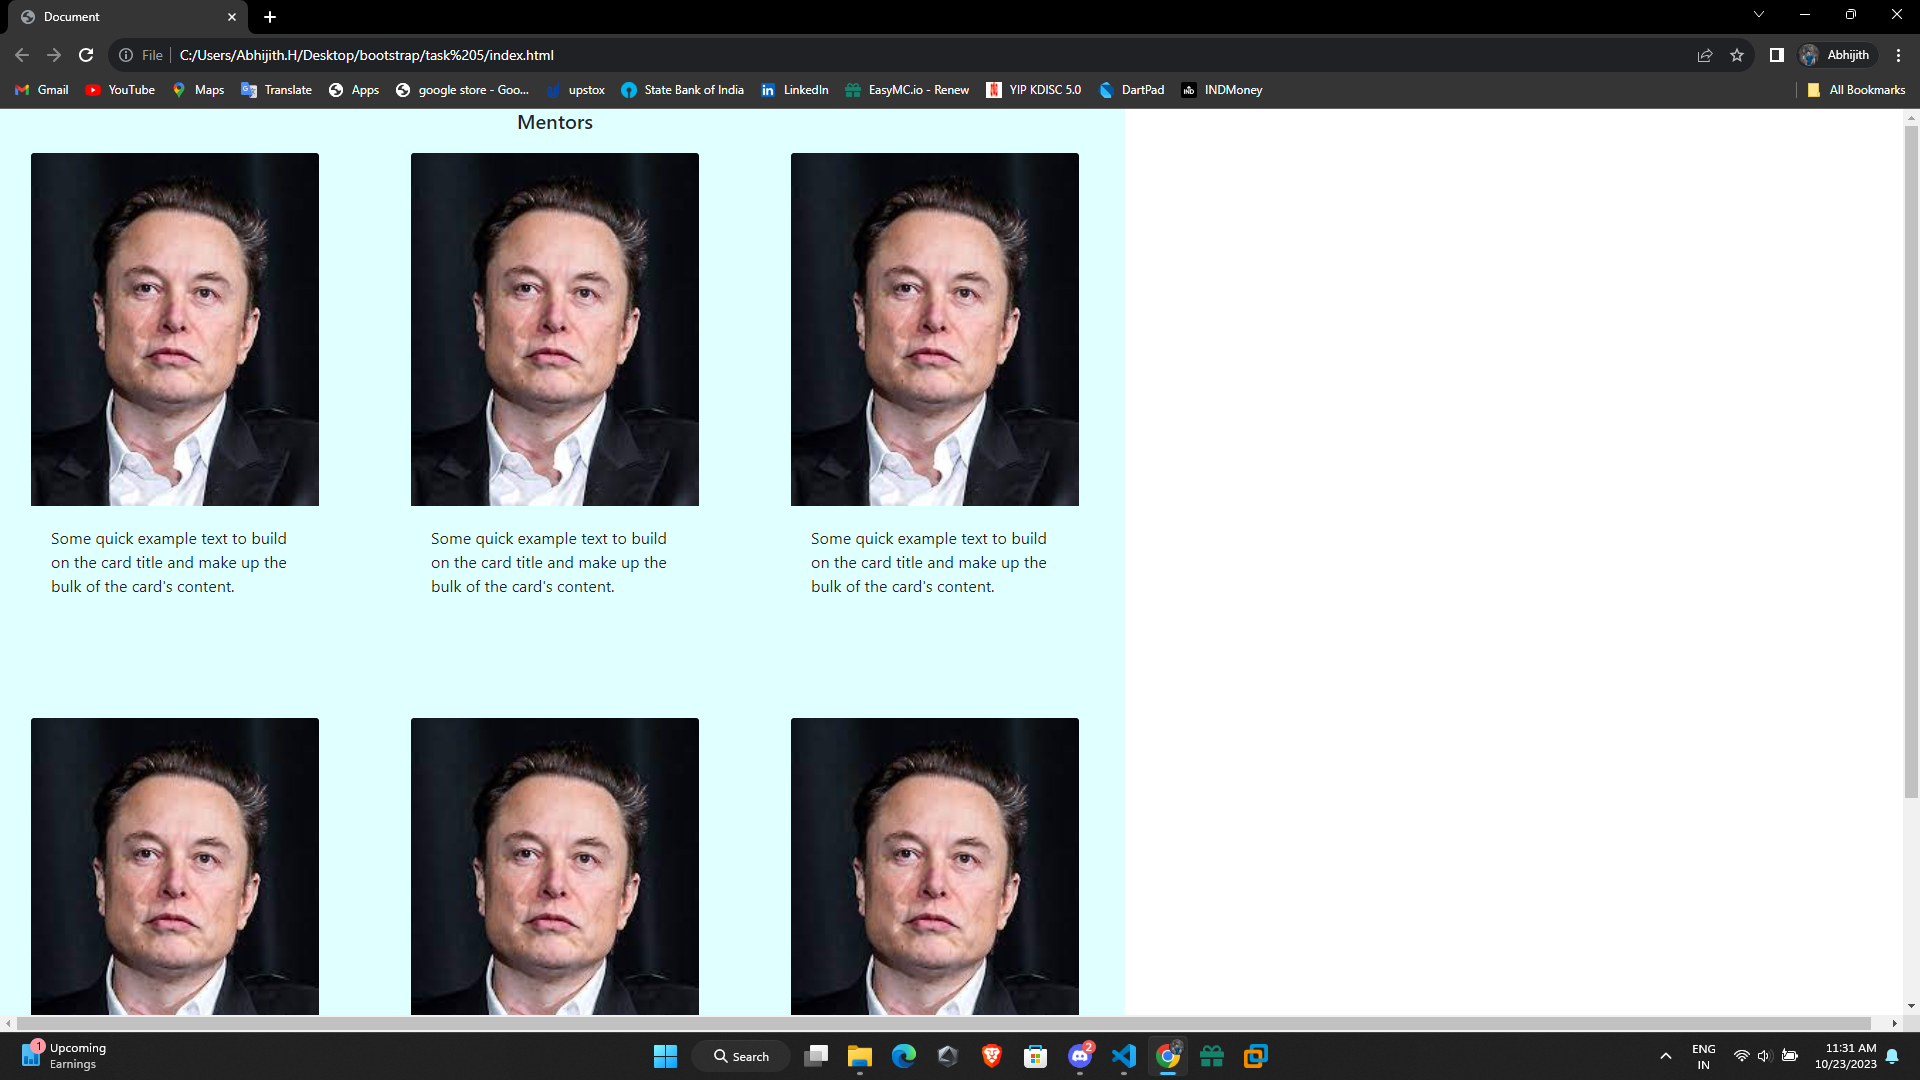 Document
File
C:/Users/Abhijith.H/Desktop/bootstrap/task%205/index.html
Abhijith
Gmail
YouTube
Maps
Translate
Apps
google store - Goo...
upstox
State Bank of India
LinkedIn
EasyMC.io - Renew
YIP KDISC 5.0
DartPad
INDMoney
All Bookmarks
Mentors
Some quick example text to build
on the card title and make up the
bulk of the card's content.
Some quick example text to build
on the card title and make up the
bulk of the card's content.
Some quick example text to build
on the card title and make up the
bulk of the card's content.
1
Upcoming
Earnings
Search
2
ENG
IN
11:31 AM
10/23/2023